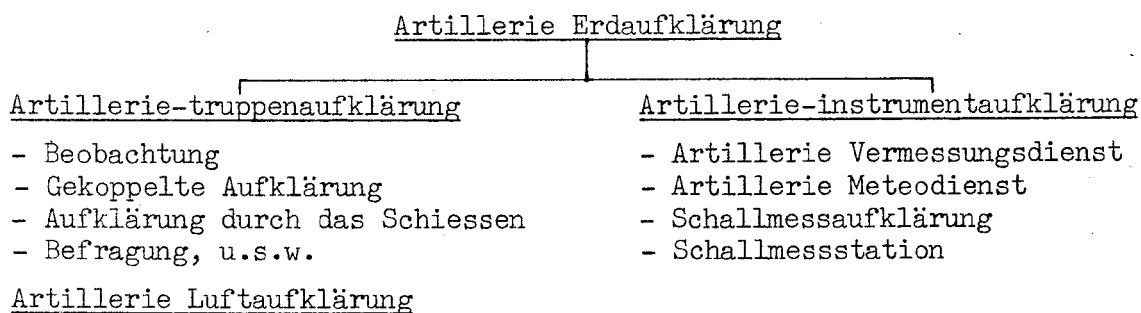 Artillerie Erdaufklärung
Artillerie-truppenaufklärung
- Beobachtung
- Gekoppelte Aufklärung
- Aufklärung durch das Schiessen
- Befragung, u.s.w.
Artillerie Luftaufklärung
Artillerie-instrumentaufklärung
- Artillerie Vermessungsdienst
- Artillerie Meteodienst
- Schallmessaufklärung
- Schallmessstation